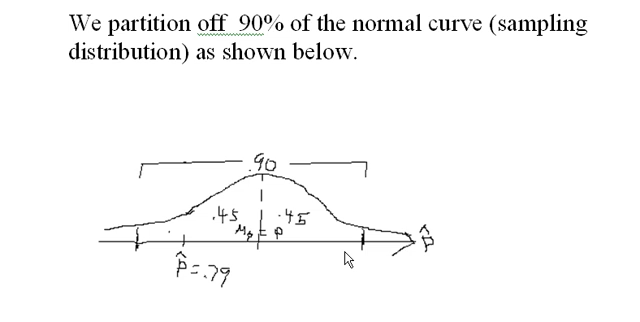 We partition off 90% of the normal curve (sampling
distribution) as shown below.
.90
.45 .45
μp̂ = p
p̂
p̂ = .79